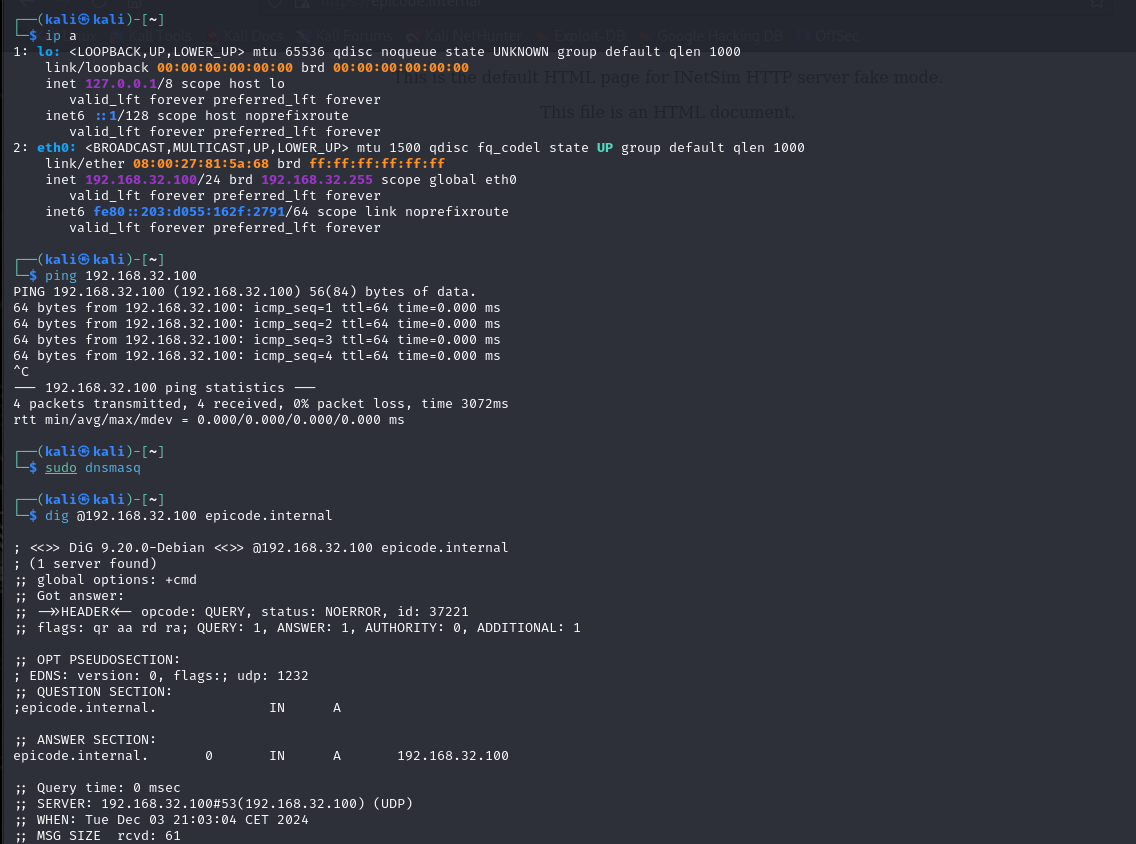 https://epicode.internal
Linux Kali Tools Kali Docs Kali Forums Kali NetHunter Exploit-DB Google Hacking DB OffSec
This is the default HTML page for INetSim HTTP server fake mode.
This file is an HTML document.
┌──(kali㉿kali)-[~]
└─$ ip a
1: lo: <LOOPBACK,UP,LOWER_UP> mtu 65536 qdisc noqueue state UNKNOWN group default qlen 1000
    link/loopback 00:00:00:00:00:00 brd 00:00:00:00:00:00
    inet 127.0.0.1/8 scope host lo
       valid_lft forever preferred_lft forever
    inet6 ::1/128 scope host noprefixroute
       valid_lft forever preferred_lft forever
2: eth0: <BROADCAST,MULTICAST,UP,LOWER_UP> mtu 1500 qdisc fq_codel state UP group default qlen 1000
    link/ether 08:00:27:81:5a:68 brd ff:ff:ff:ff:ff:ff
    inet 192.168.32.100/24 brd 192.168.32.255 scope global eth0
       valid_lft forever preferred_lft forever
    inet6 fe80::203:d055:162f:2791/64 scope link noprefixroute
       valid_lft forever preferred_lft forever
┌──(kali㉿kali)-[~]
└─$ ping 192.168.32.100
PING 192.168.32.100 (192.168.32.100) 56(84) bytes of data.
64 bytes from 192.168.32.100: icmp_seq=1 ttl=64 time=0.000 ms
64 bytes from 192.168.32.100: icmp_seq=2 ttl=64 time=0.000 ms
64 bytes from 192.168.32.100: icmp_seq=3 ttl=64 time=0.000 ms
64 bytes from 192.168.32.100: icmp_seq=4 ttl=64 time=0.000 ms
^C
--- 192.168.32.100 ping statistics ---
4 packets transmitted, 4 received, 0% packet loss, time 3072ms
rtt min/avg/max/mdev = 0.000/0.000/0.000/0.000 ms
┌──(kali㉿kali)-[~]
└─$ sudo dnsmasq
┌──(kali㉿kali)-[~]
└─$ dig @192.168.32.100 epicode.internal
; <<>> DiG 9.20.0-Debian <<>> @192.168.32.100 epicode.internal
; (1 server found)
;; global options: +cmd
;; Got answer:
;; ->>HEADER<<- opcode: QUERY, status: NOERROR, id: 37221
;; flags: qr aa rd ra; QUERY: 1, ANSWER: 1, AUTHORITY: 0, ADDITIONAL: 1
;; OPT PSEUDOSECTION:
; EDNS: version: 0, flags:; udp: 1232
;; QUESTION SECTION:
;epicode.internal.              IN      A
;; ANSWER SECTION:
epicode.internal.       0       IN      A       192.168.32.100
;; Query time: 0 msec
;; SERVER: 192.168.32.100#53(192.168.32.100) (UDP)
;; WHEN: Tue Dec 03 21:03:04 CET 2024
;; MSG SIZE  rcvd: 61